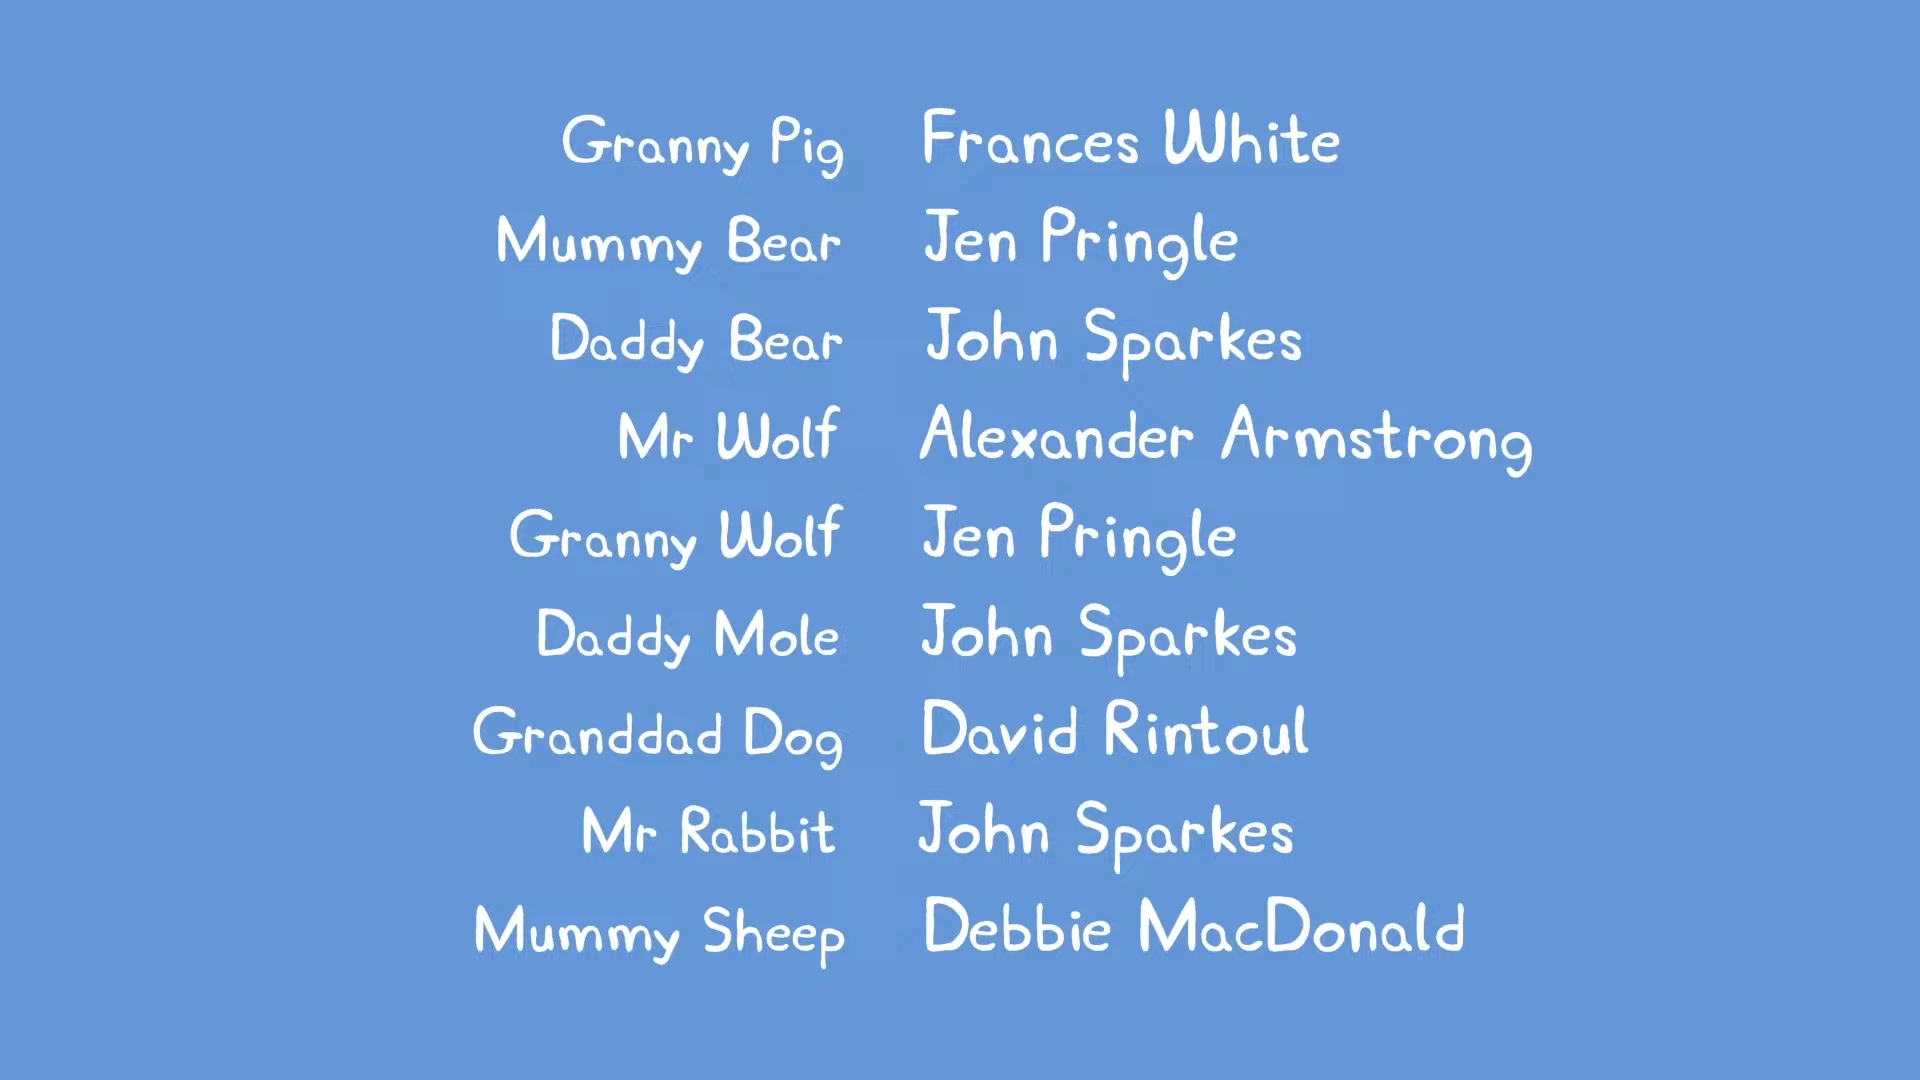 Granny Pig Frances White
Mummy Bear Jen Pringle
Daddy Bear John Sparkes
Mr Wolf Alexander Armstrong
Granny Wolf Jen Pringle
Daddy Mole John Sparkes
Granddad Dog David Rintoul
Mr Rabbit John Sparkes
Mummy Sheep Debbie MacDonald